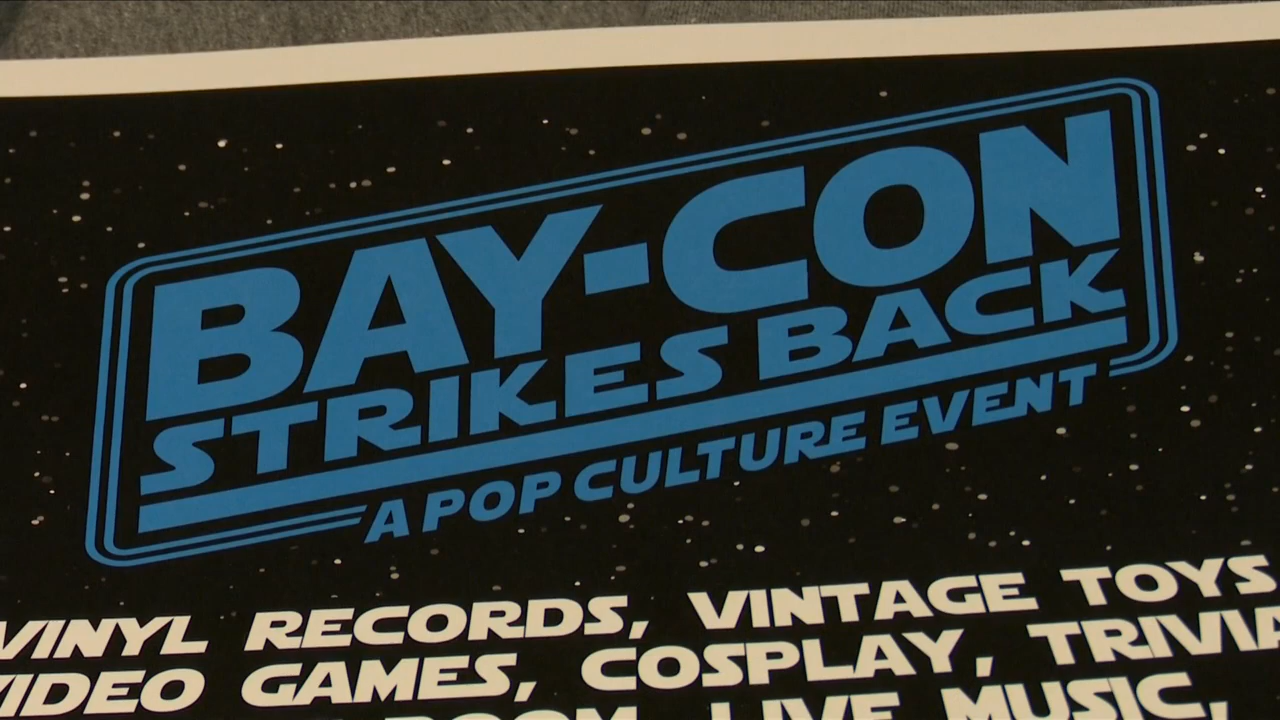 BAY-CON
STRIKES BACK
A POP CULTURE EVENT
VINYL RECORDS, VINTAGE TOYS
VIDEO GAMES, COSPLAY, TRIVIA
LIVE MUSIC,